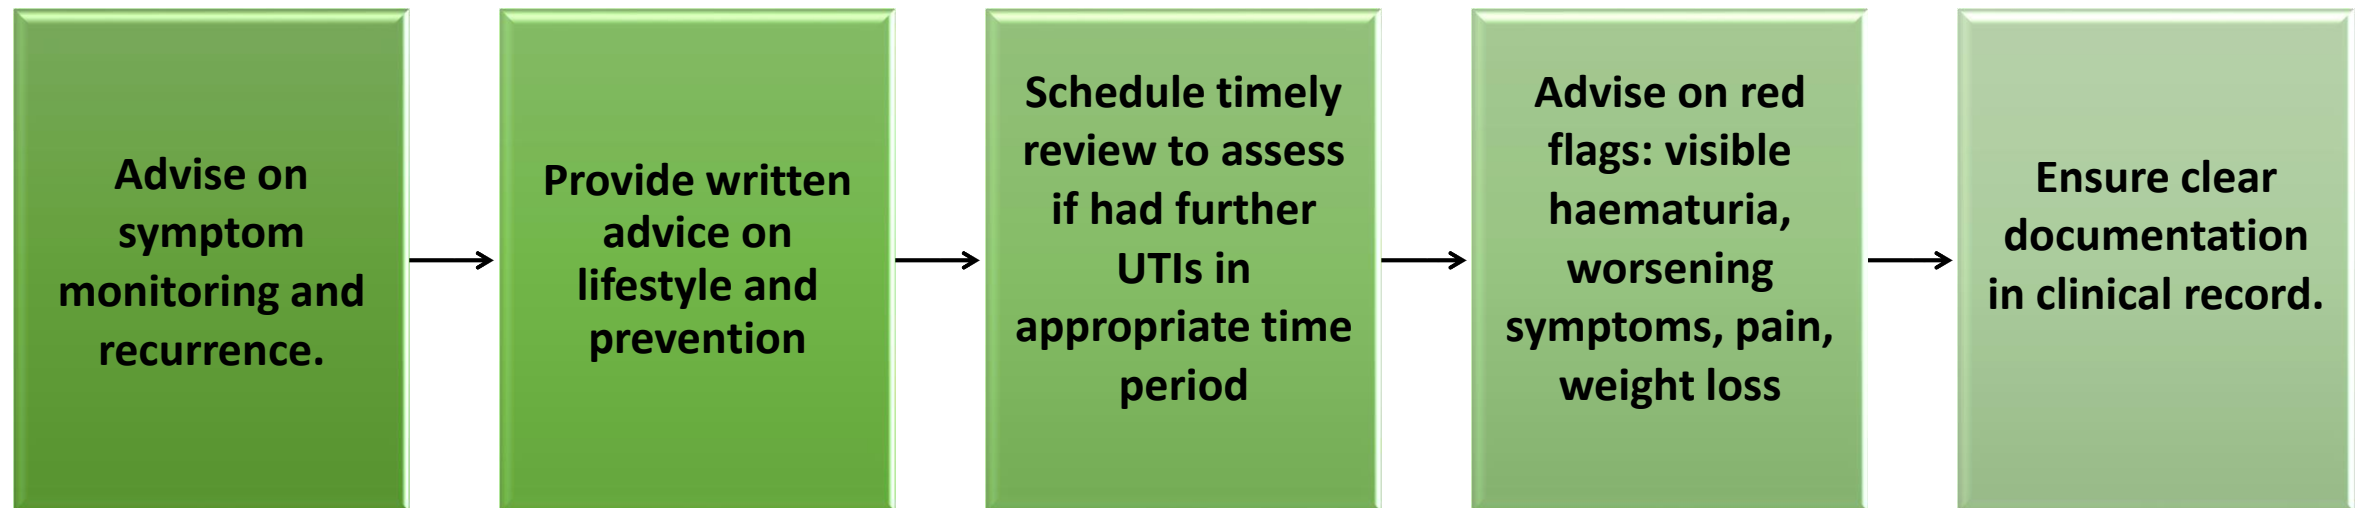 Advise on
symptom
monitoring and
recurrence.
Provide written
advice on
lifestyle and
prevention
Schedule timely
review to assess
if had further
UTIs in
appropriate time
period
Advise on red
flags: visible
haematuria,
worsening
symptoms, pain,
weight loss
Ensure clear
documentation
in clinical record.